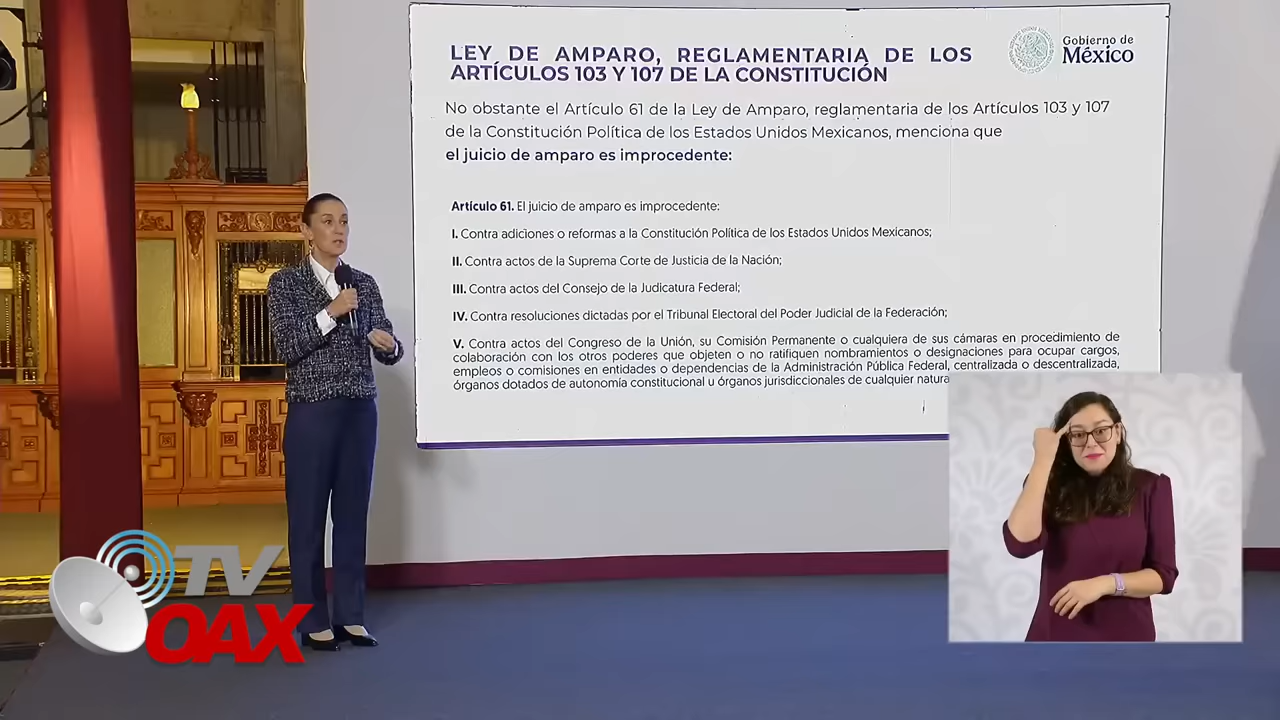 LEY DE AMPARO, REGLAMENTARIA DE LOS
ARTÍCULOS 103 Y 107 DE LA CONSTITUCIÓN
Gobierno de
México
No obstante el Artículo 61 de la Ley de Amparo, reglamentaria de los Artículos 103 y 107
de la Constitución Política de los Estados Unidos Mexicanos, menciona que
el juicio de amparo es improcedente:
Artículo 61. El juicio de amparo es improcedente:
I. Contra adiciones o reformas a la Constitución Política de los Estados Unidos Mexicanos;
II. Contra actos de la Suprema Corte de Justicia de la Nación;
III. Contra actos del Consejo de la Judicatura Federal;
IV. Contra resoluciones dictadas por el Tribunal Electoral del Poder Judicial de la Federación;
V. Contra actos del Congreso de la Unión, su Comisión Permanente o cualquiera de sus cámaras en procedimiento de
colaboración con los otros poderes que objeten o no ratifiquen nombramientos o designaciones para ocupar cargos,
empleos o comisiones en entidades o dependencias de la Administración Pública Federal, centralizada o descentralizada,
órganos dotados de autonomía constitucional u órganos jurisdiccionales de cualquier natura
TV
OAX